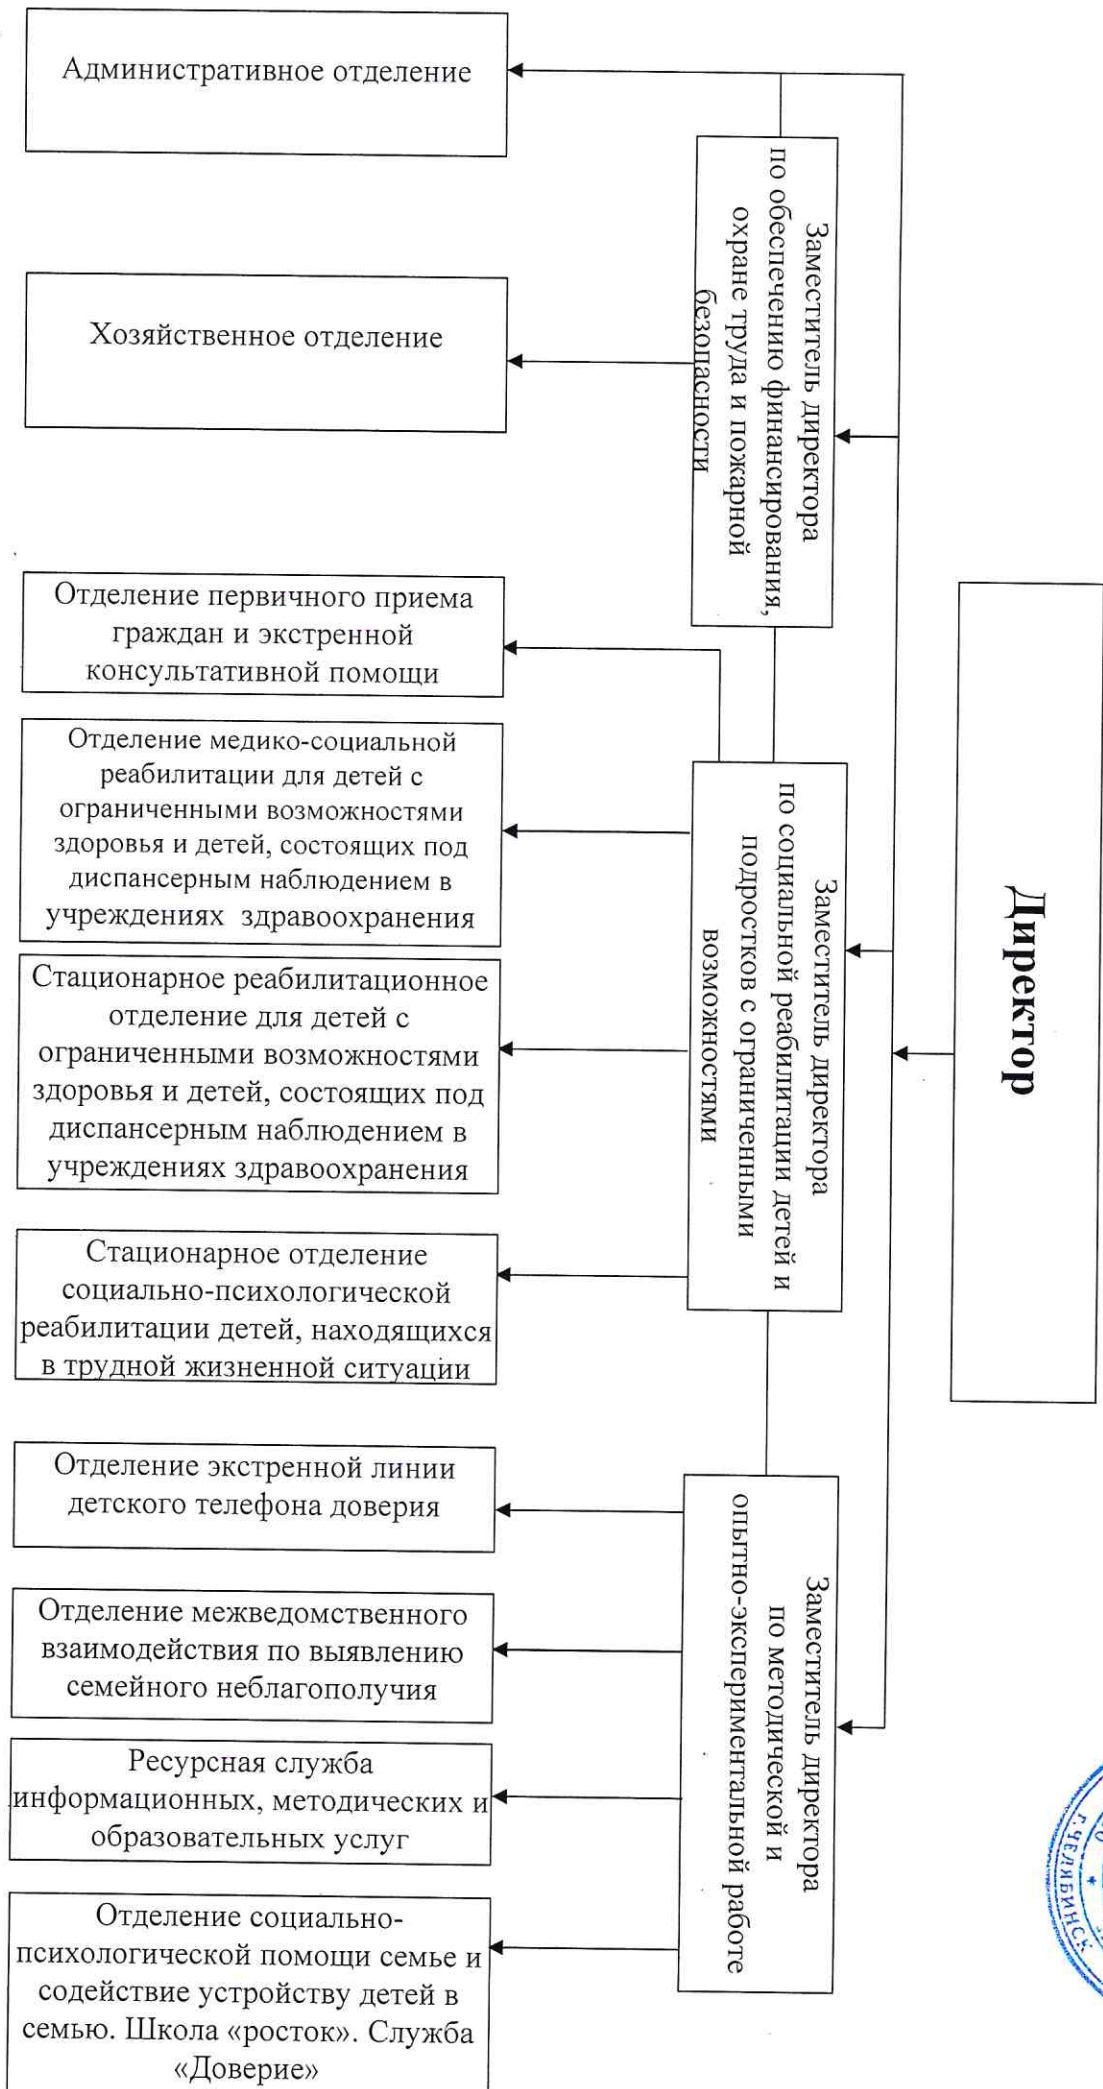 Директор
Заместитель директора
по обеспечению финансирования,
охране труда и пожарной
безопасности
Заместитель директора
по социальной реабилитации детей и
подростков с ограниченными
возможностями
Заместитель директора
по методической и
опытно-экспериментальной работе
Административное отделение
Хозяйственное отделение
Отделение первичного приема
граждан и экстренной
консультативной помощи
Отделение медико-социальной
реабилитации для детей с
ограниченными возможностями
здоровья и детей, состоящих под
диспансерным наблюдением в
учреждениях здравоохранения
Стационарное реабилитационное
отделение для детей с
ограниченными возможностями
здоровья и детей, состоящих под
диспансерным наблюдением в
учреждениях здравоохранения
Стационарное отделение
социально-психологической
реабилитации детей, находящихся
в трудной жизненной ситуации
Отделение экстренной линии
детского телефона доверия
Отделение межведомственного
взаимодействия по выявлению
семейного неблагополучия
Ресурсная служба
информационных, методических и
образовательных услуг
Отделение социально-
психологической помощи семье и
содействие устройству детей в
семью. Школа «росток». Служба
«Доверие»
Г.ЧЕЛЯБИНСК